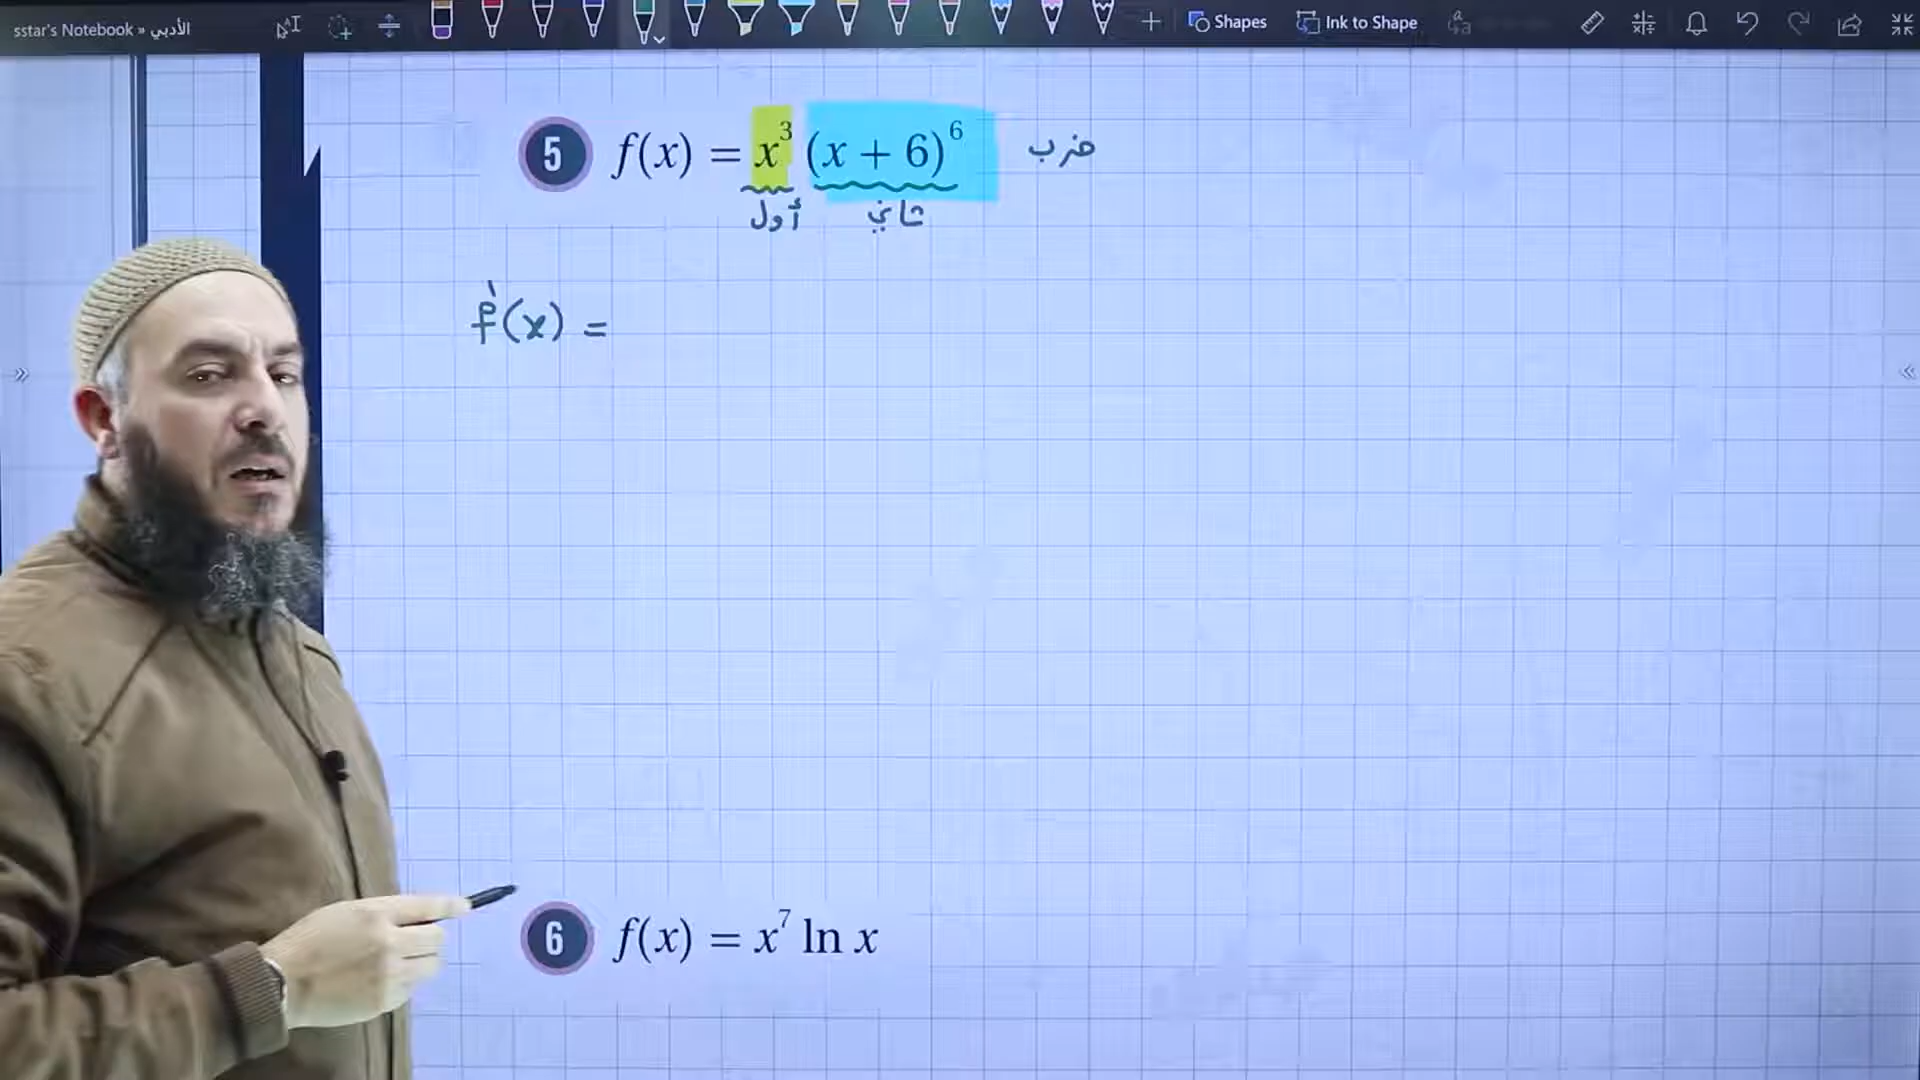 sstar's Notebook » الأدبي
Shapes
Ink to Shape
5 f(x) = x³ (x + 6)⁶ ضرب
أول ثاني
f'(x) =
6 f(x) = x⁷ ln x